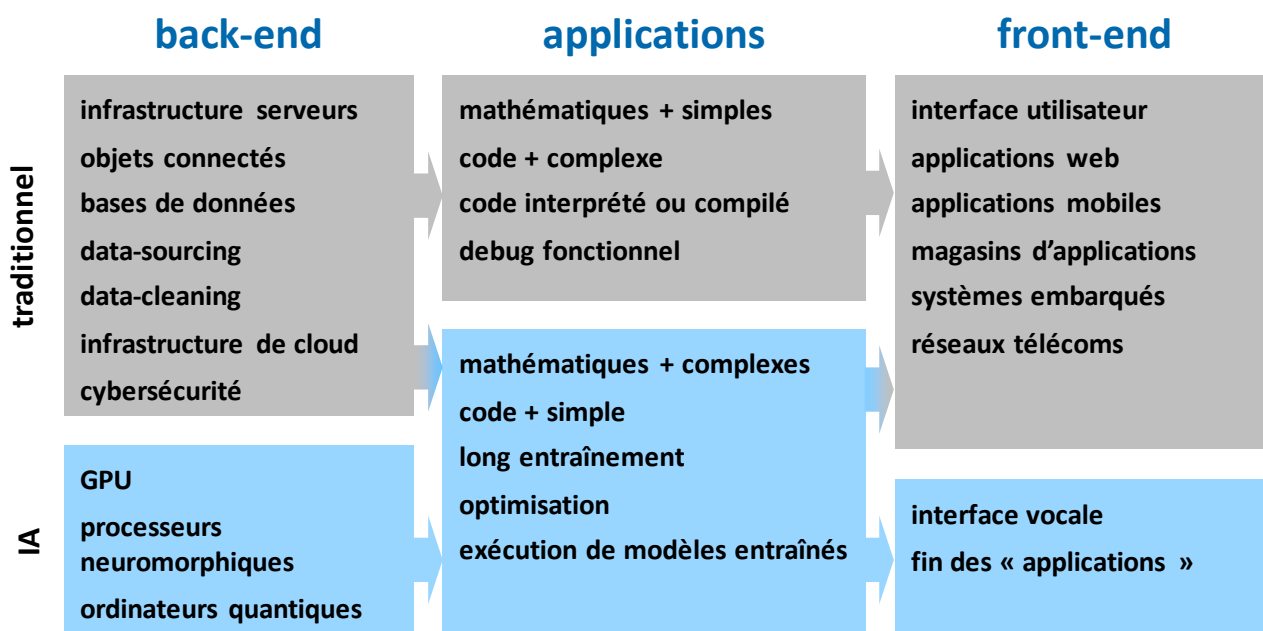 back-end
applications
front-end
traditionnel
infrastructure serveurs
objets connectés
bases de données
data-sourcing
data-cleaning
infrastructure de cloud
cybersécurité
mathématiques + simples
code + complexe
code interprété ou compilé
debug fonctionnel
interface utilisateur
applications web
applications mobiles
magasins d’applications
systèmes embarqués
réseaux télécoms
IA
GPU
processeurs
neuromorphiques
ordinateurs quantiques
mathématiques + complexes
code + simple
long entraînement
optimisation
exécution de modèles entraînés
interface vocale
fin des « applications »